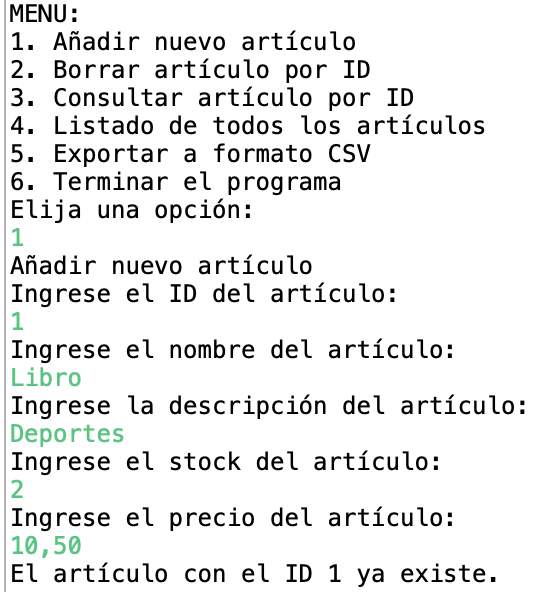 MENU:
1. Añadir nuevo artículo
2. Borrar artículo por ID
3. Consultar artículo por ID
4. Listado de todos los artículos
5. Exportar a formato CSV
6. Terminar el programa
Elija una opción:
1
Añadir nuevo artículo
Ingrese el ID del artículo:
1
Ingrese el nombre del artículo:
Libro
Ingrese la descripción del artículo:
Deportes
Ingrese el stock del artículo:
2
Ingrese el precio del artículo:
10,50
El artículo con el ID 1 ya existe.